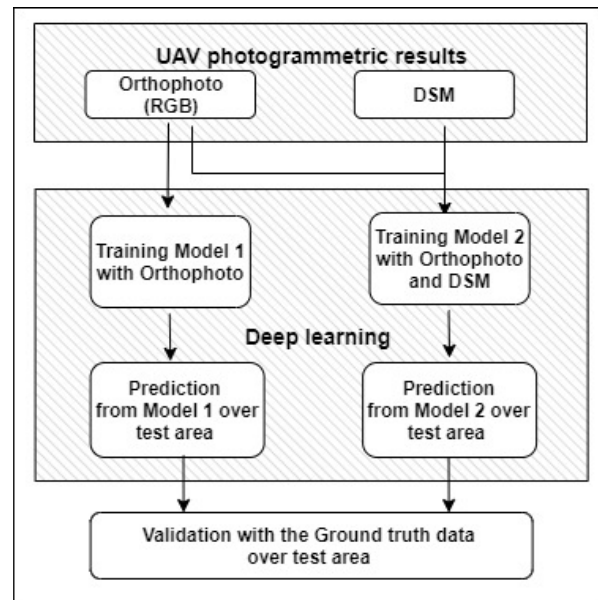 UAV photogrammetric results
Orthophoto
(RGB)
DSM
Training Model 1
with Orthophoto
Training Model 2
with Orthophoto
and DSM
Deep learning
Prediction
from Model 1 over
test area
Prediction
from Model 2 over
test area
Validation with the Ground truth data
over test area